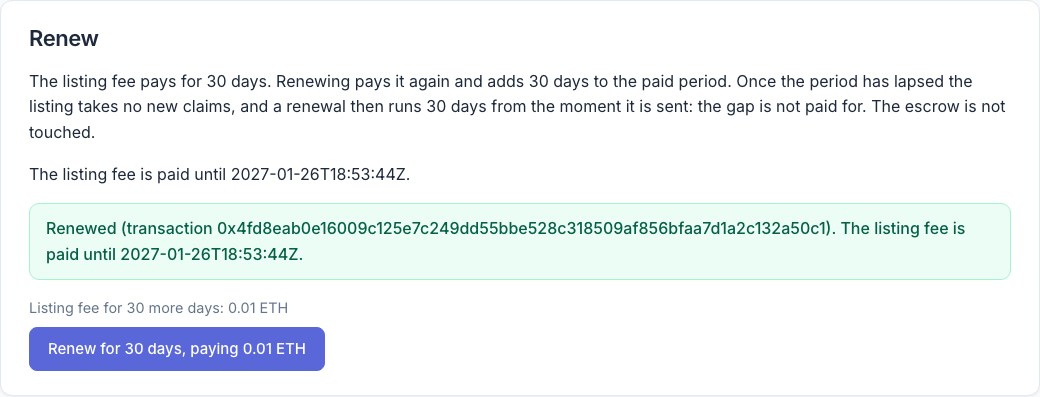 Renew
The listing fee pays for 30 days. Renewing pays it again and adds 30 days to the paid period. Once the period has lapsed the
listing takes no new claims, and a renewal then runs 30 days from the moment it is sent: the gap is not paid for. The escrow is not
touched.
The listing fee is paid until 2027-01-26T18:53:44Z.
Renewed (transaction 0x4fd8eab0e16009c125e7c249dd55bbe528c318509af856bfaa7d1a2c132a50c1). The listing fee is
paid until 2027-01-26T18:53:44Z.
Listing fee for 30 more days: 0.01 ETH
Renew for 30 days, paying 0.01 ETH